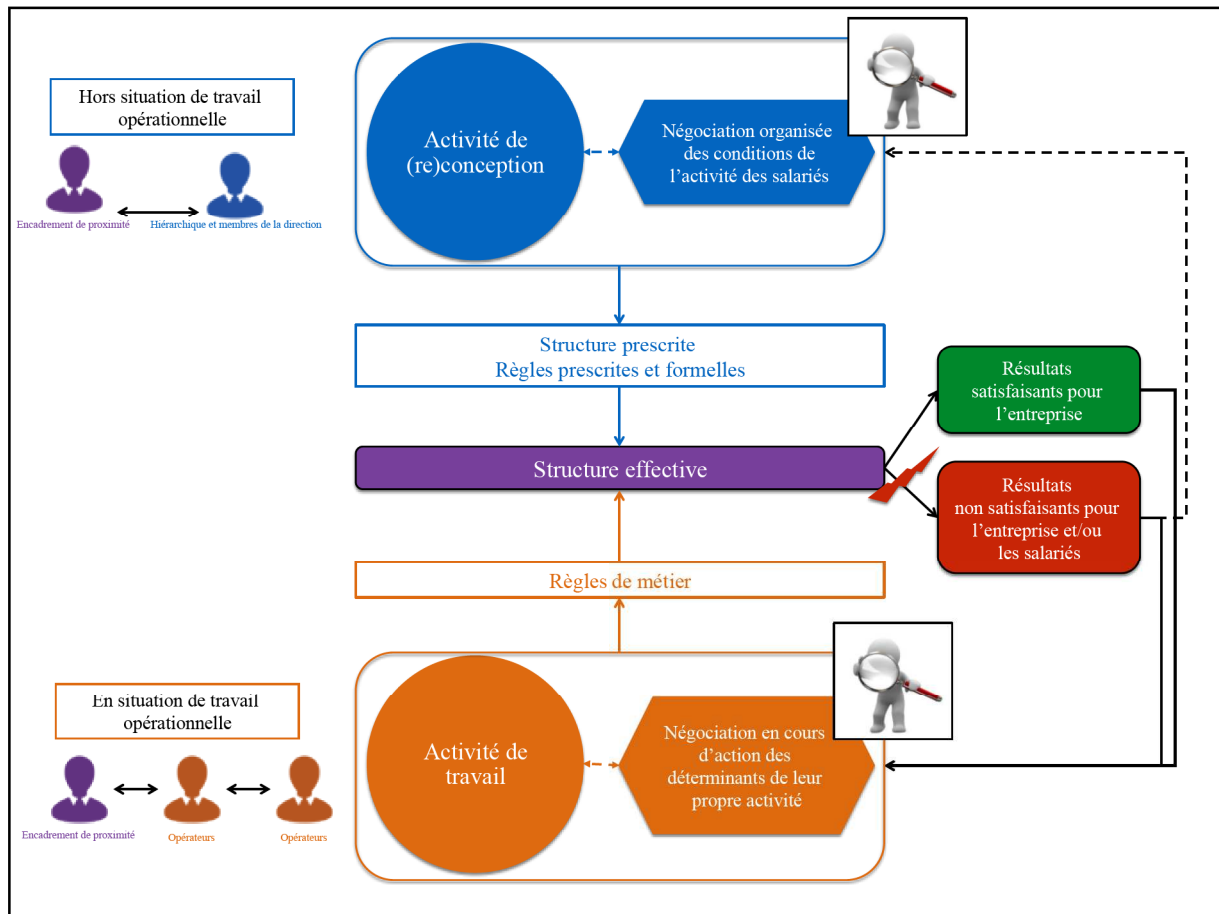 Hors situation de travail
opérationnelle
Encadrement de proximité
Hiérarchique et membres de la direction
Activité de
(re)conception
Négociation organisée
des conditions de
l’activité des salariés
Structure prescrite
Règles prescrites et formelles
Structure effective
Résultats
satisfaisants pour
l’entreprise
Résultats
non satisfaisants pour
l’entreprise et/ou
les salariés
Règles de métier
En situation de travail
opérationnelle
Encadrement de proximité
Opérateurs
Opérateurs
Activité de
travail
Négociation en cours
d’action des
déterminants de leur
propre activité